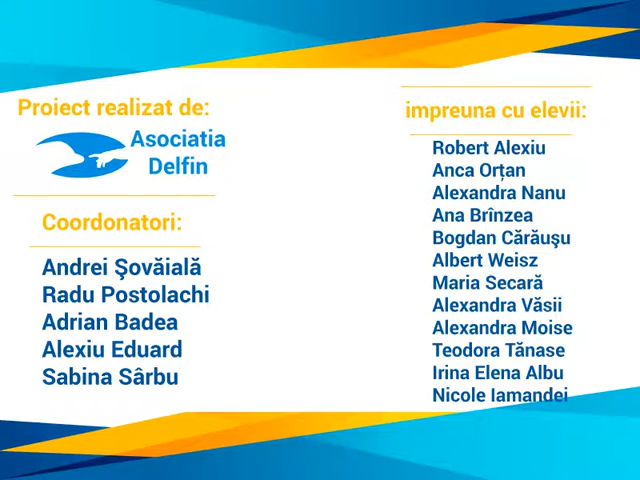 Proiect realizat de:
Asociatia
Delfin
Coordonatori:
Andrei Şovăială
Radu Postolachi
Adrian Badea
Alexiu Eduard
Sabina Sârbu
impreuna cu elevii:
Robert Alexiu
Anca Orțan
Alexandra Nanu
Ana Brînzea
Bogdan Cărăuşu
Albert Weisz
Maria Secară
Alexandra Văsii
Alexandra Moise
Teodora Tănase
Irina Elena Albu
Nicole Iamandei